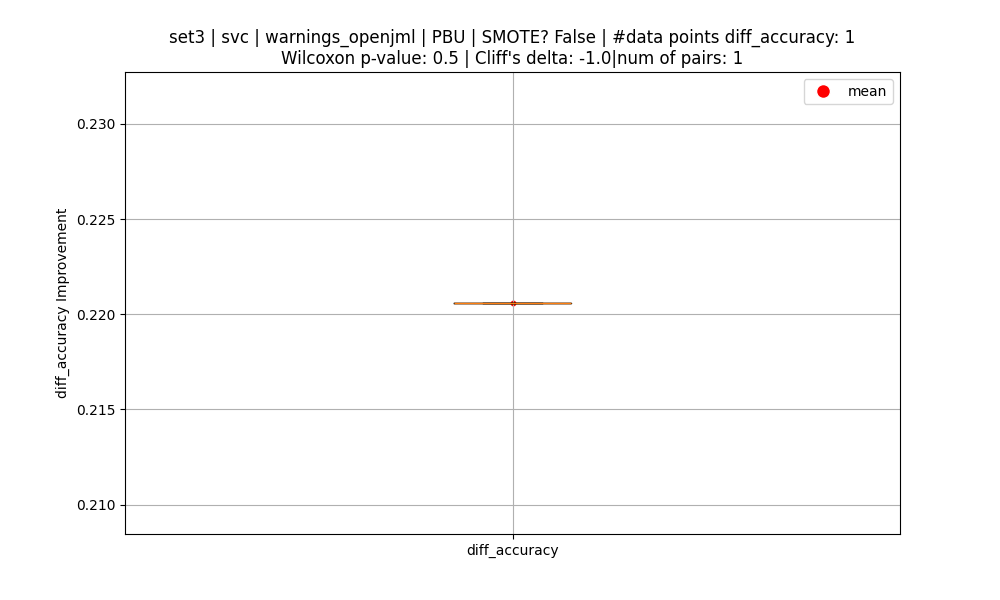 set3 | svc | warnings_openjml | PBU | SMOTE? False | #data points diff_accuracy: 1
Wilcoxon p-value: 0.5 | Cliff's delta: -1.0|num of pairs: 1
mean
0.230
0.225
0.220
0.215
0.210
diff_accuracy Improvement
diff_accuracy